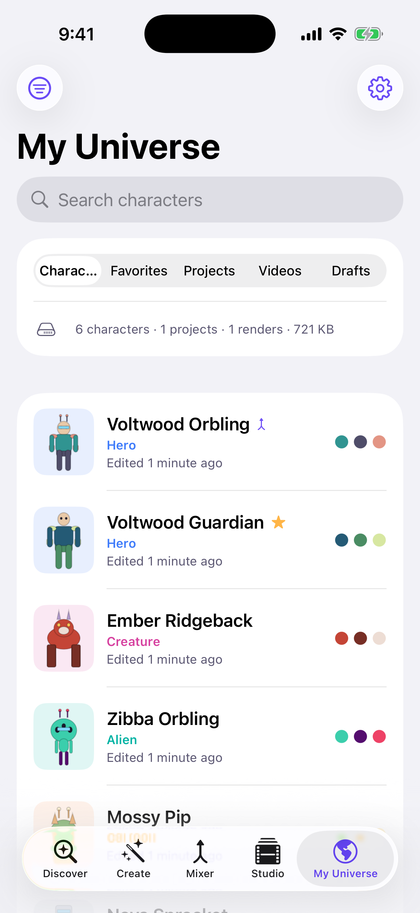 9:41
My Universe
Search characters
Charac... Favorites Projects Videos Drafts
6 characters · 1 projects · 1 renders · 721 KB
Voltwood Orbling
Hero
Edited 1 minute ago
Voltwood Guardian
Hero
Edited 1 minute ago
Ember Ridgeback
Creature
Edited 1 minute ago
Zibba Orbling
Alien
Edited 1 minute ago
Mossy Pip
Discover Create Mixer Studio My Universe